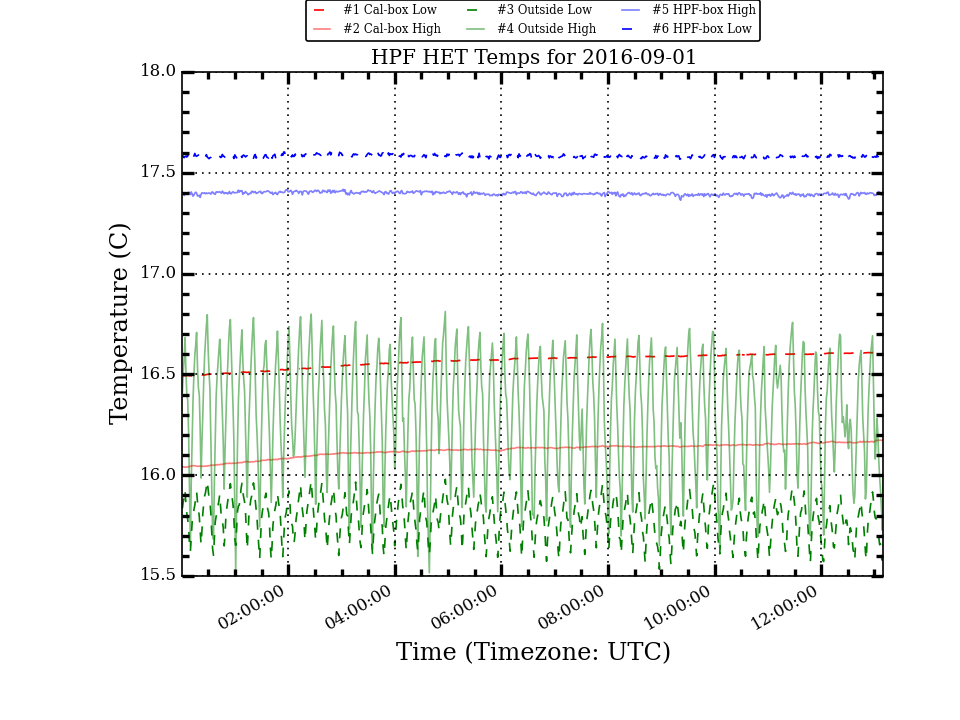 #1 Cal-box Low #3 Outside Low #5 HPF-box High
#2 Cal-box High #4 Outside High #6 HPF-box Low
HPF HET Temps for 2016-09-01
18.0
17.5
17.0
16.5
16.0
15.5
Temperature (C)
02:00:00 04:00:00 06:00:00 08:00:00 10:00:00 12:00:00
Time (Timezone: UTC)